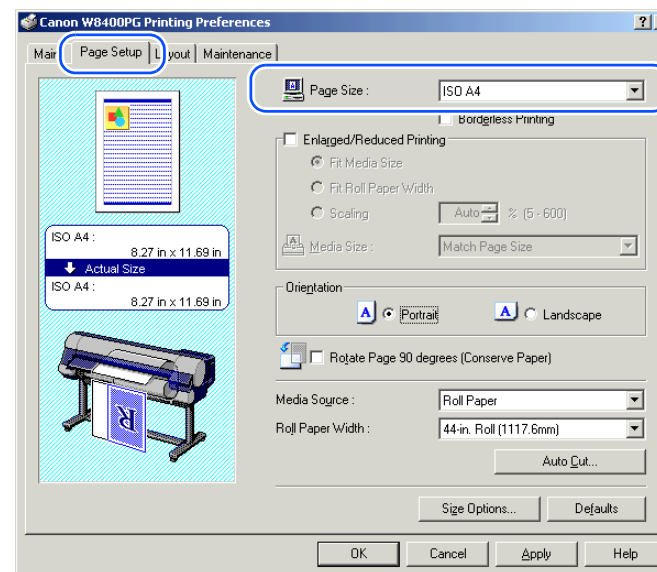 Canon W8400PG Printing Preferences
Main Page Setup Layout Maintenance
Page Size : ISO A4
Borderless Printing
Enlarged/Reduced Printing
Fit Media Size
Fit Roll Paper Width
Scaling Auto % (5 - 600)
Media Size : Match Page Size
ISO A4 :
8.27 in x 11.69 in
Actual Size
ISO A4 :
8.27 in x 11.69 in
Orientation
A Portrait A Landscape
Rotate Page 90 degrees (Conserve Paper)
R
Media Source : Roll Paper
Roll Paper Width : 44-in. Roll (1117.6mm)
Auto Cut...
Size Options... Defaults
OK Cancel Apply Help